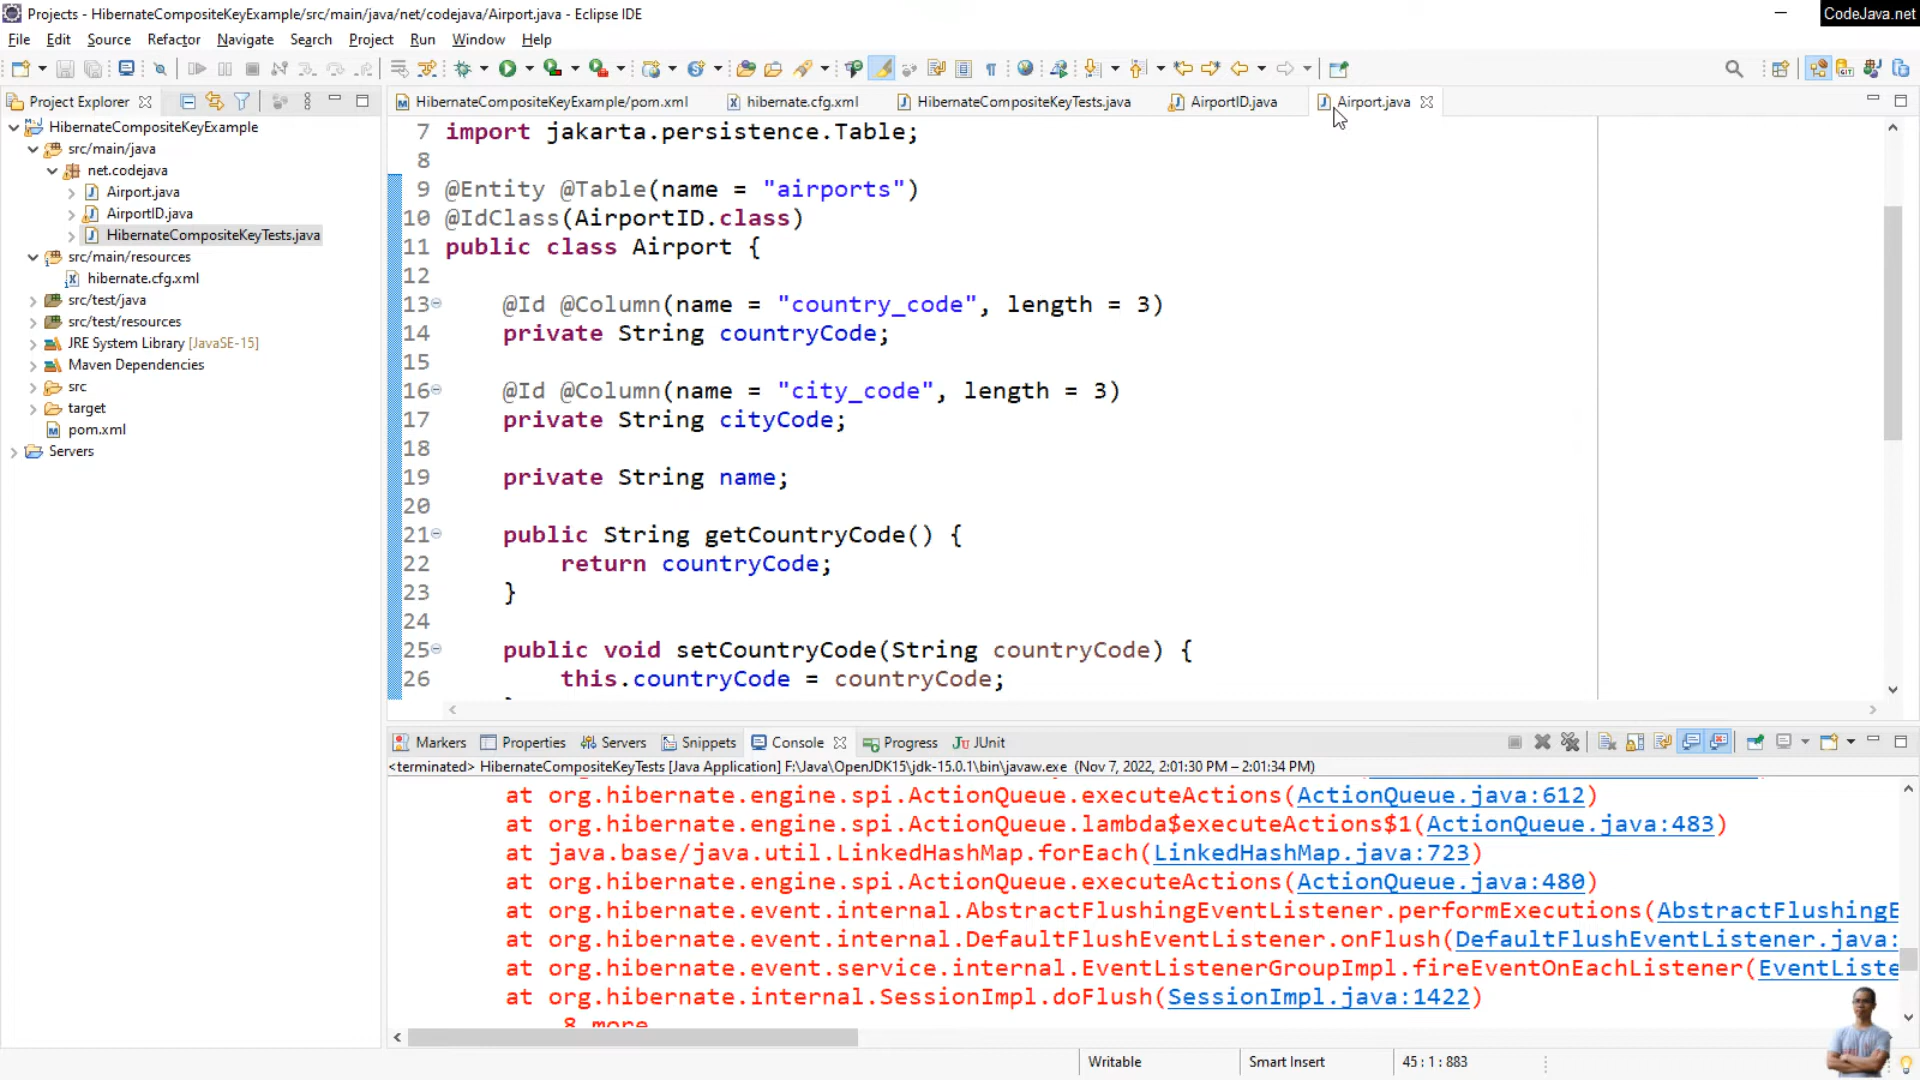 Projects - HibernateCompositeKeyExample/src/main/java/net/codejava/Airport.java - Eclipse IDE
CodeJava.net
File Edit Source Refactor Navigate Search Project Run Window Help
Project Explorer
HibernateCompositeKeyExample/pom.xml hibernate.cfg.xml HibernateCompositeKeyTests.java AirportID.java Airport.java
HibernateCompositeKeyExample
src/main/java
net.codejava
Airport.java
AirportID.java
HibernateCompositeKeyTests.java
src/main/resources
hibernate.cfg.xml
src/test/java
src/test/resources
JRE System Library [JavaSE-15]
Maven Dependencies
src
target
pom.xml
Servers
7 import jakarta.persistence.Table;
8
9 @Entity @Table(name = "airports")
10 @IdClass(AirportID.class)
11 public class Airport {
12
13 @Id @Column(name = "country_code", length = 3)
14 private String countryCode;
15
16 @Id @Column(name = "city_code", length = 3)
17 private String cityCode;
18
19 private String name;
20
21 public String getCountryCode() {
22 return countryCode;
23 }
24
25 public void setCountryCode(String countryCode) {
26 this.countryCode = countryCode;
Markers Properties Servers Snippets Console Progress JUnit
<terminated> HibernateCompositeKeyTests [Java Application] F:\Java\OpenJDK15\jdk-15.0.1\bin\javaw.exe (Nov 7, 2022, 2:01:30 PM – 2:01:34 PM)
at org.hibernate.engine.spi.ActionQueue.executeActions(ActionQueue.java:612)
at org.hibernate.engine.spi.ActionQueue.lambda$executeActions$1(ActionQueue.java:483)
at java.base/java.util.LinkedHashMap.forEach(LinkedHashMap.java:723)
at org.hibernate.engine.spi.ActionQueue.executeActions(ActionQueue.java:480)
at org.hibernate.event.internal.AbstractFlushingEventListener.performExecutions(AbstractFlushingE
at org.hibernate.event.internal.DefaultFlushEventListener.onFlush(DefaultFlushEventListener.java:
at org.hibernate.event.service.internal.EventListenerGroupImpl.fireEventOnEachListener(EventListe
at org.hibernate.internal.SessionImpl.doFlush(SessionImpl.java:1422)
8 more
Writable Smart Insert 45 : 1 : 883